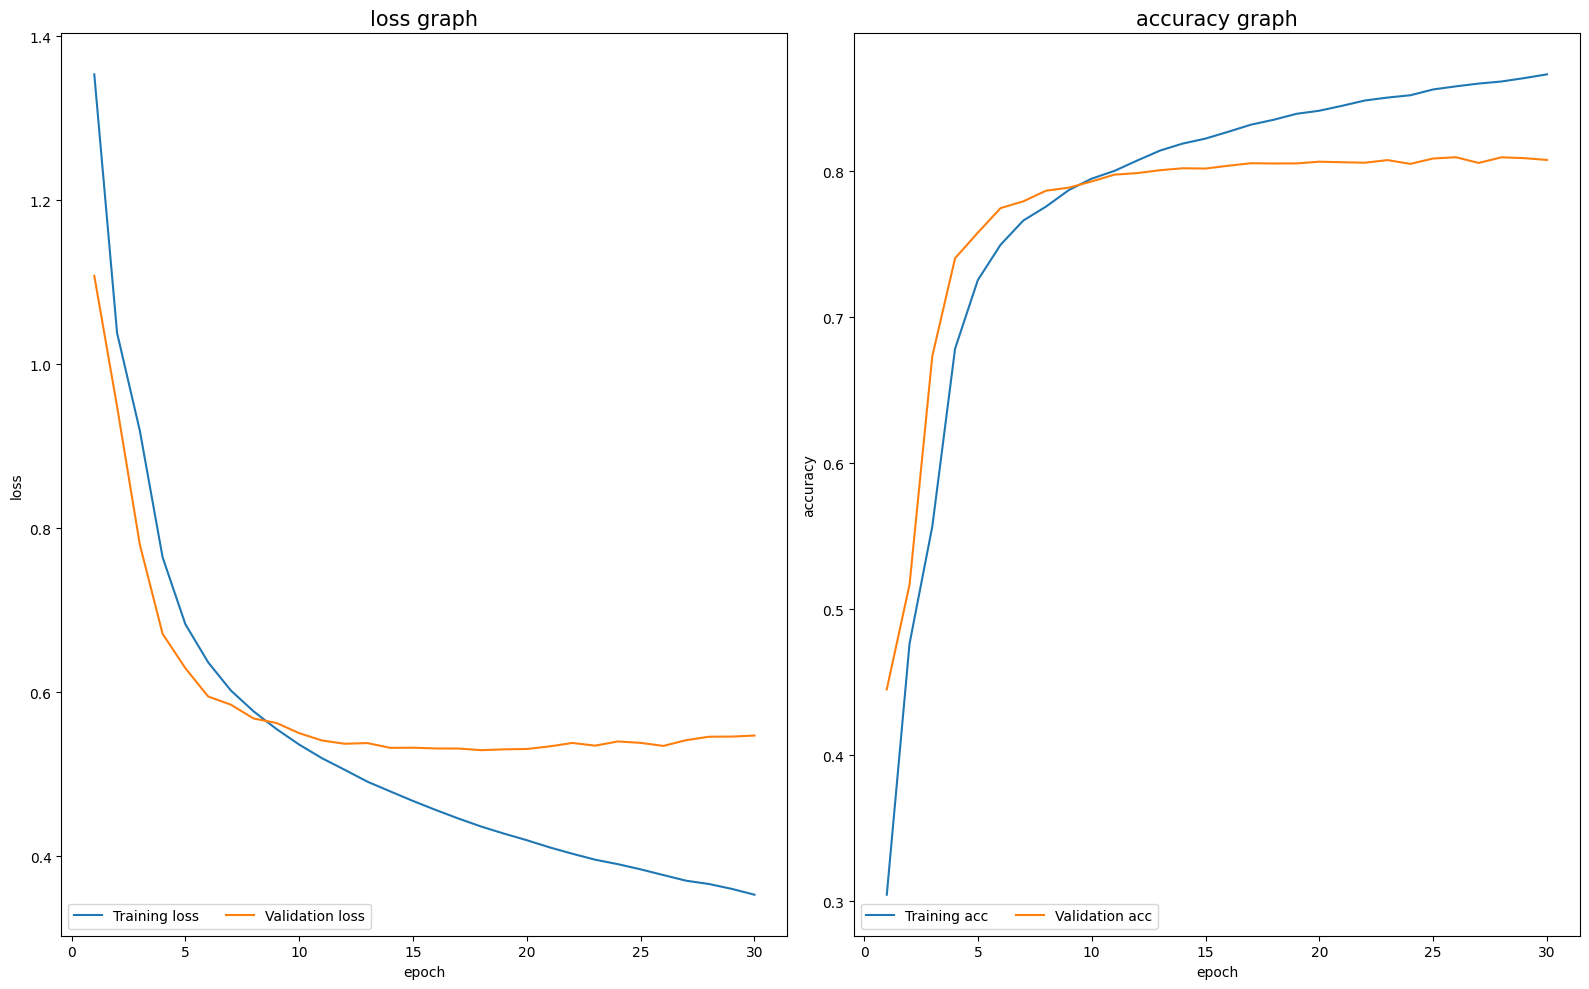 loss graph
1.4
1.2
1.0
0.8
0.6
0.4
loss
Training loss
Validation loss
0 5 10 15 20 25 30
epoch
accuracy graph
0.8
0.7
0.6
0.5
0.4
0.3
accuracy
Training acc
Validation acc
0 5 10 15 20 25 30
epoch